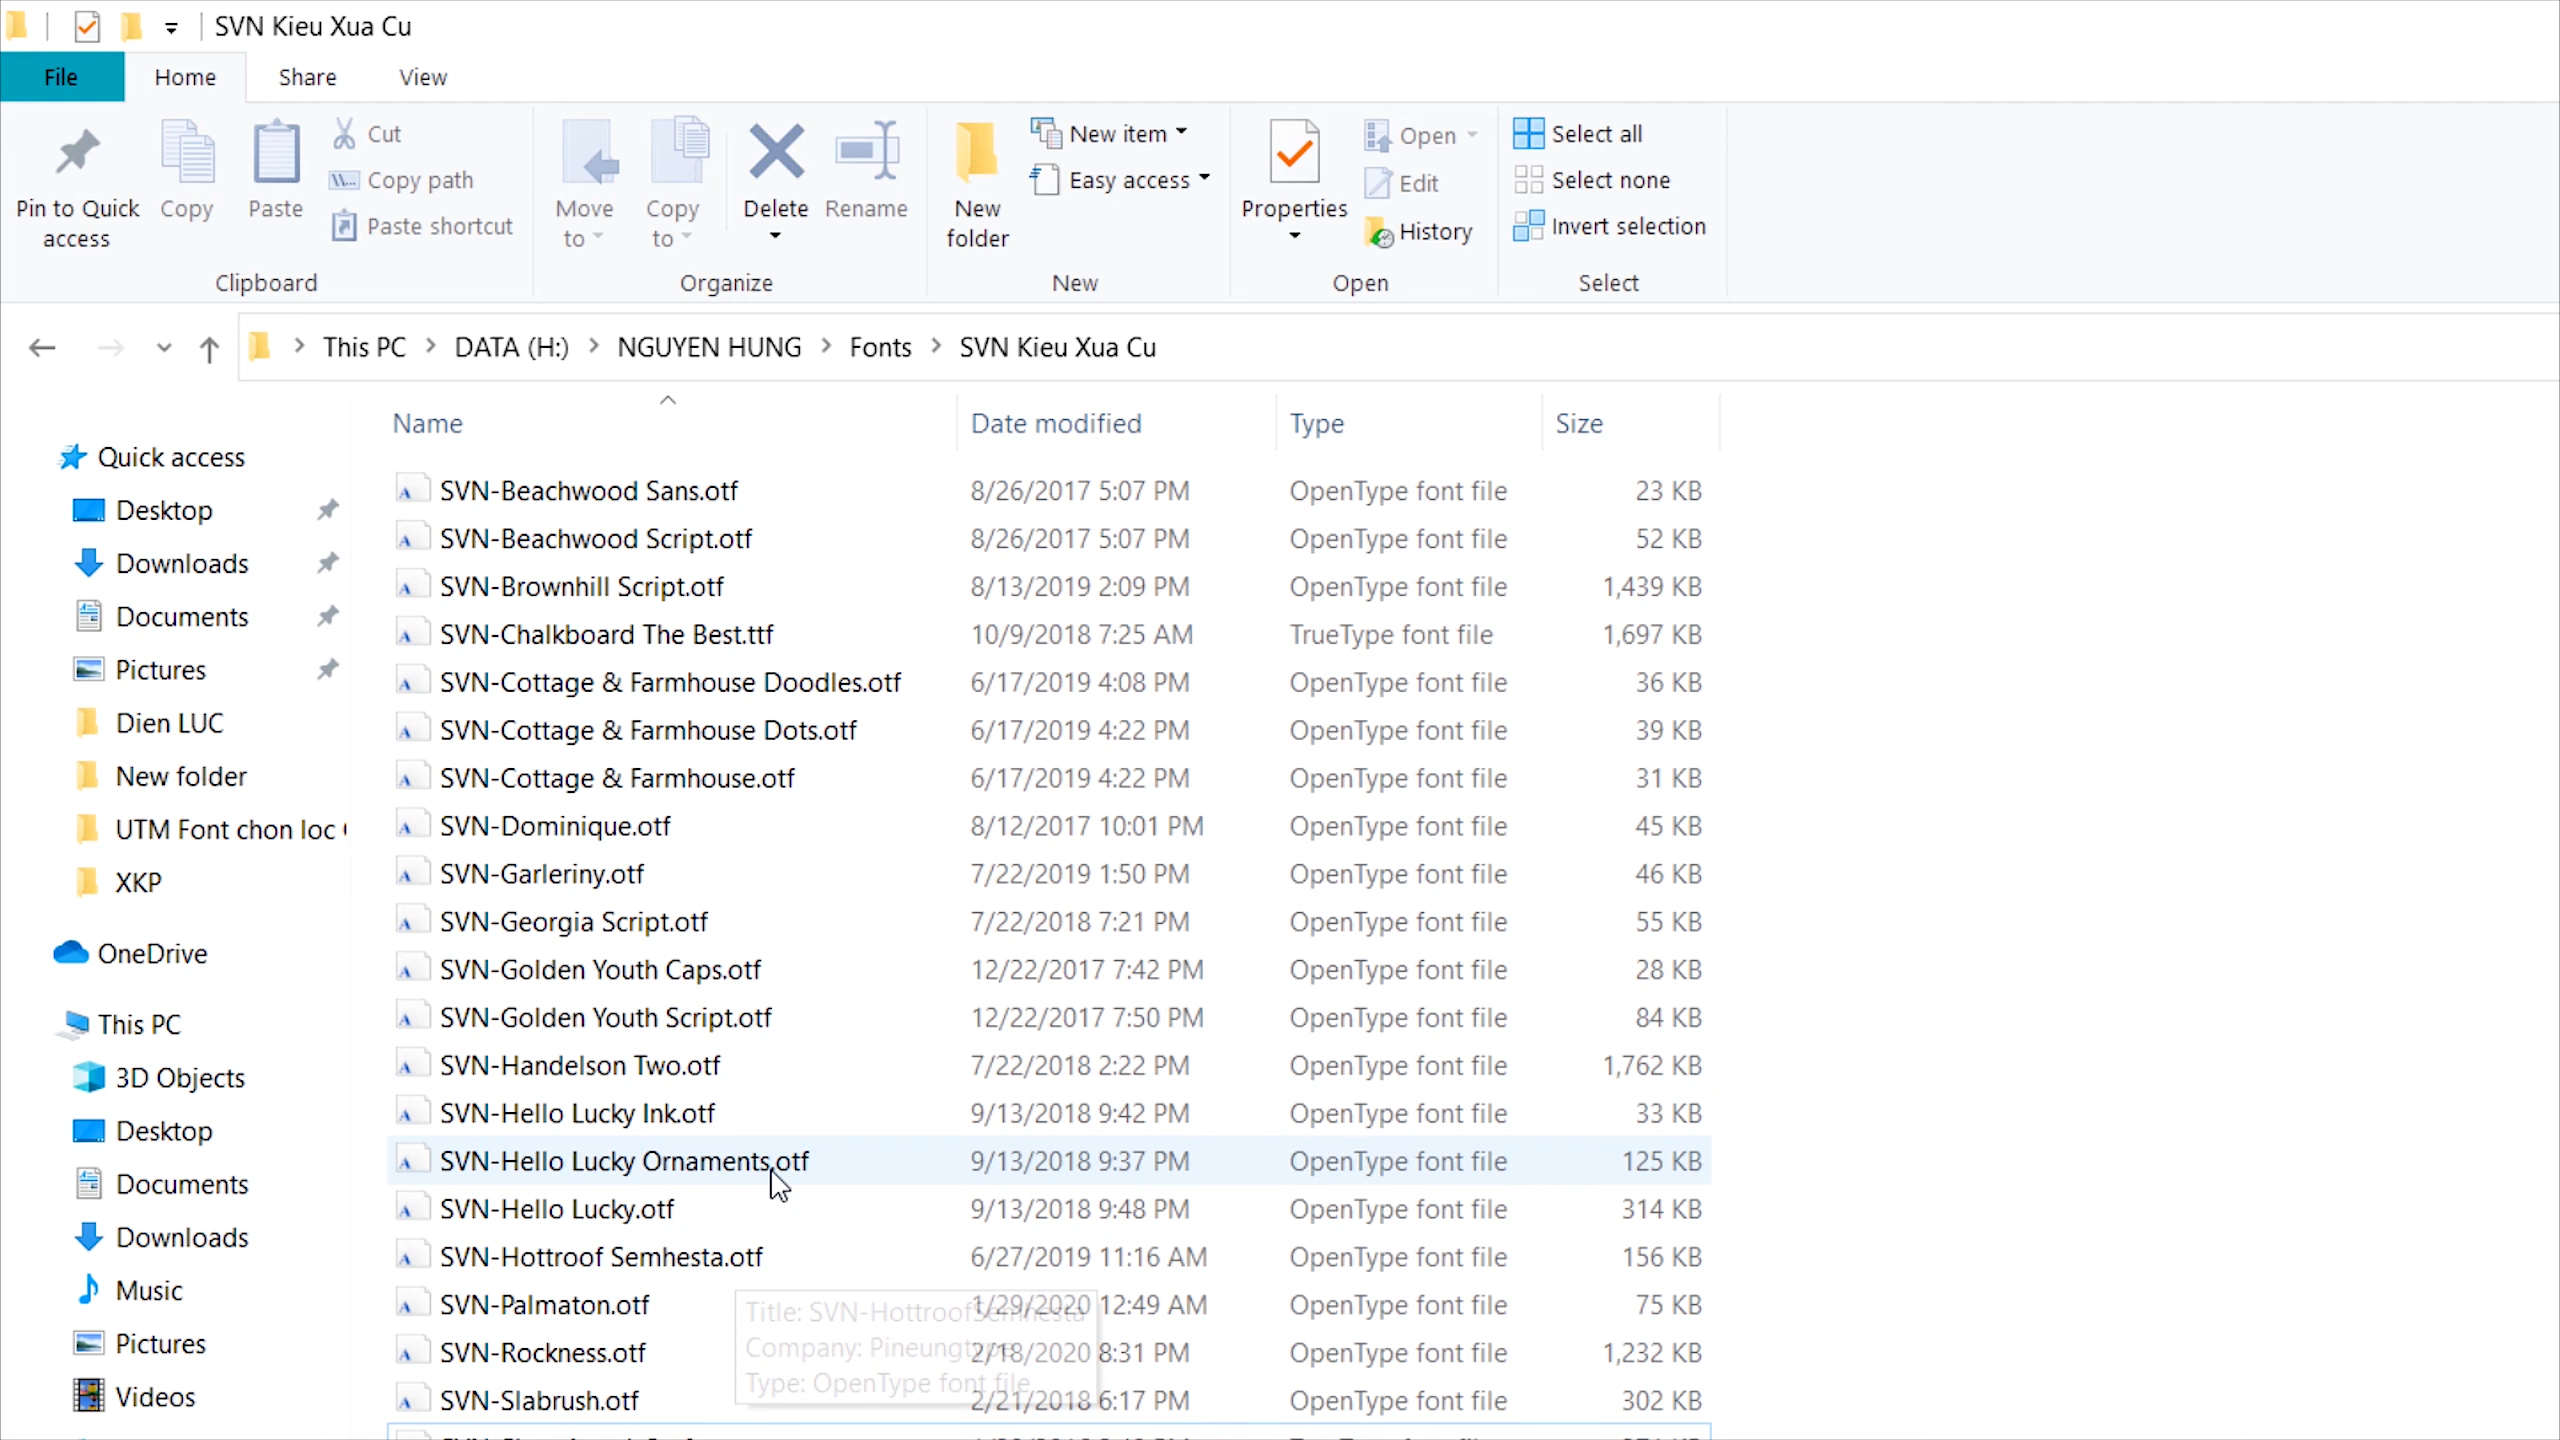 SVN Kieu Xua Cu
File Home Share View
Pin to Quick access
Copy
Paste
Cut
Copy path
Paste shortcut
Clipboard
Move to
Copy to
Delete
Rename
Organize
New folder
New item
Easy access
New
Properties
Open
Edit
History
Open
Select all
Select none
Invert selection
Select
This PC > DATA (H:) > NGUYEN HUNG > Fonts > SVN Kieu Xua Cu
Quick access
Desktop
Downloads
Documents
Pictures
Dien LUC
New folder
UTM Font chon loc
XKP
OneDrive
This PC
3D Objects
Desktop
Documents
Downloads
Music
Pictures
Videos
Name Date modified Type Size
SVN-Beachwood Sans.otf 8/26/2017 5:07 PM OpenType font file 23 KB
SVN-Beachwood Script.otf 8/26/2017 5:07 PM OpenType font file 52 KB
SVN-Brownhill Script.otf 8/13/2019 2:09 PM OpenType font file 1,439 KB
SVN-Chalkboard The Best.ttf 10/9/2018 7:25 AM TrueType font file 1,697 KB
SVN-Cottage & Farmhouse Doodles.otf 6/17/2019 4:08 PM OpenType font file 36 KB
SVN-Cottage & Farmhouse Dots.otf 6/17/2019 4:22 PM OpenType font file 39 KB
SVN-Cottage & Farmhouse.otf 6/17/2019 4:22 PM OpenType font file 31 KB
SVN-Dominique.otf 8/12/2017 10:01 PM OpenType font file 45 KB
SVN-Garleriny.otf 7/22/2019 1:50 PM OpenType font file 46 KB
SVN-Georgia Script.otf 7/22/2018 7:21 PM OpenType font file 55 KB
SVN-Golden Youth Caps.otf 12/22/2017 7:42 PM OpenType font file 28 KB
SVN-Golden Youth Script.otf 12/22/2017 7:50 PM OpenType font file 84 KB
SVN-Handelson Two.otf 7/22/2018 2:22 PM OpenType font file 1,762 KB
SVN-Hello Lucky Ink.otf 9/13/2018 9:42 PM OpenType font file 33 KB
SVN-Hello Lucky Ornaments.otf 9/13/2018 9:37 PM OpenType font file 125 KB
SVN-Hello Lucky.otf 9/13/2018 9:48 PM OpenType font file 314 KB
SVN-Hottroof Semhesta.otf 6/27/2019 11:16 AM OpenType font file 156 KB
SVN-Palmaton.otf 1/29/2020 12:49 AM OpenType font file 75 KB
SVN-Rockness.otf 2/18/2020 8:31 PM OpenType font file 1,232 KB
SVN-Slabrush.otf 2/21/2018 6:17 PM OpenType font file 302 KB
Title: SVN-HottroofSemhesta
Company: Pineungtype
Type: OpenType font file